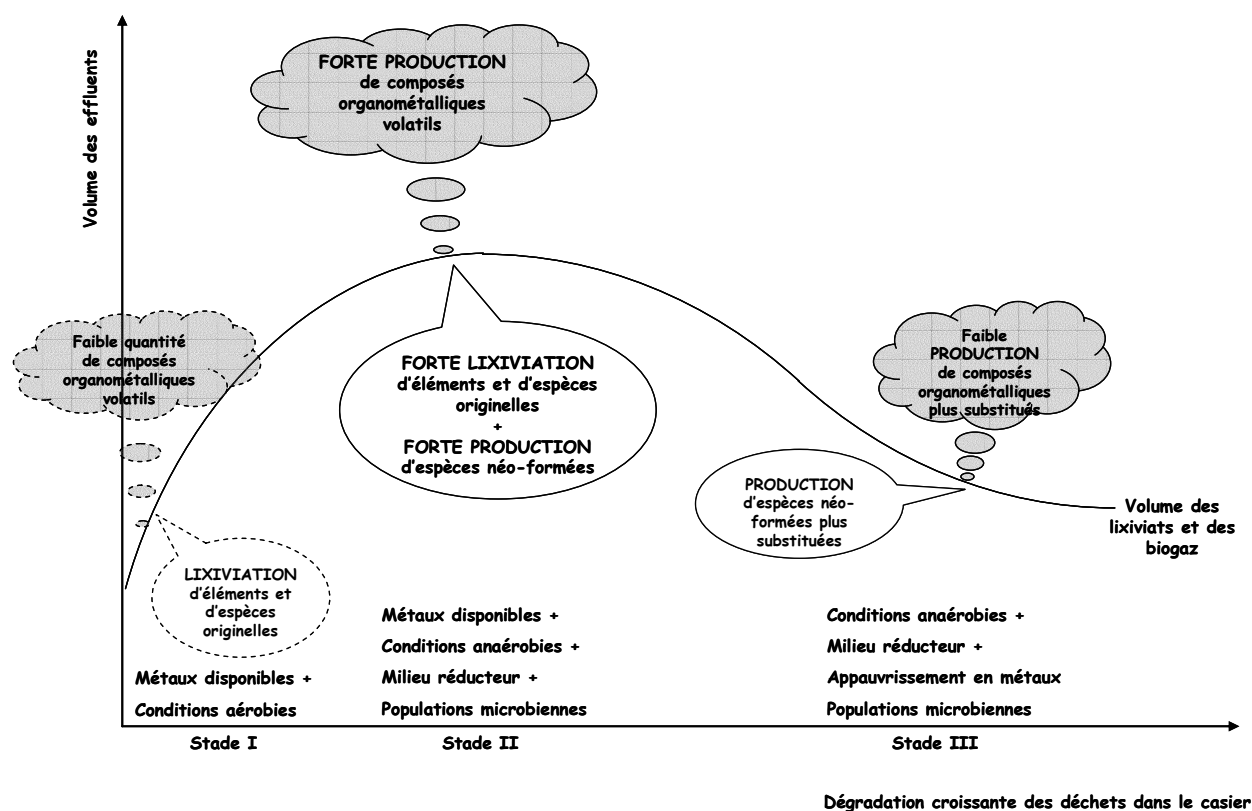 Volume des effluents
FORTE PRODUCTION
de composés
organométalliques
volatils
Faible quantité
de composés
organométalliques
volatils
LIXIVIATION
d'éléments et
d'espèces
originelles
FORTE LIXIVIATION
d'éléments et d'espèces
originelles
+
FORTE PRODUCTION
d'espèces néo-formées
Faible
PRODUCTION
de composés
organométalliques
plus substitués
PRODUCTION
d'espèces néo-
formées plus
substituées
Volume des
lixiviats et des
biogaz
Métaux disponibles +
Conditions aérobies
Stade I
Métaux disponibles +
Conditions anaérobies +
Milieu réducteur +
Populations microbiennes
Stade II
Conditions anaérobies +
Milieu réducteur +
Appauvrissement en métaux
Populations microbiennes
Stade III
Dégradation croissante des déchets dans le casier